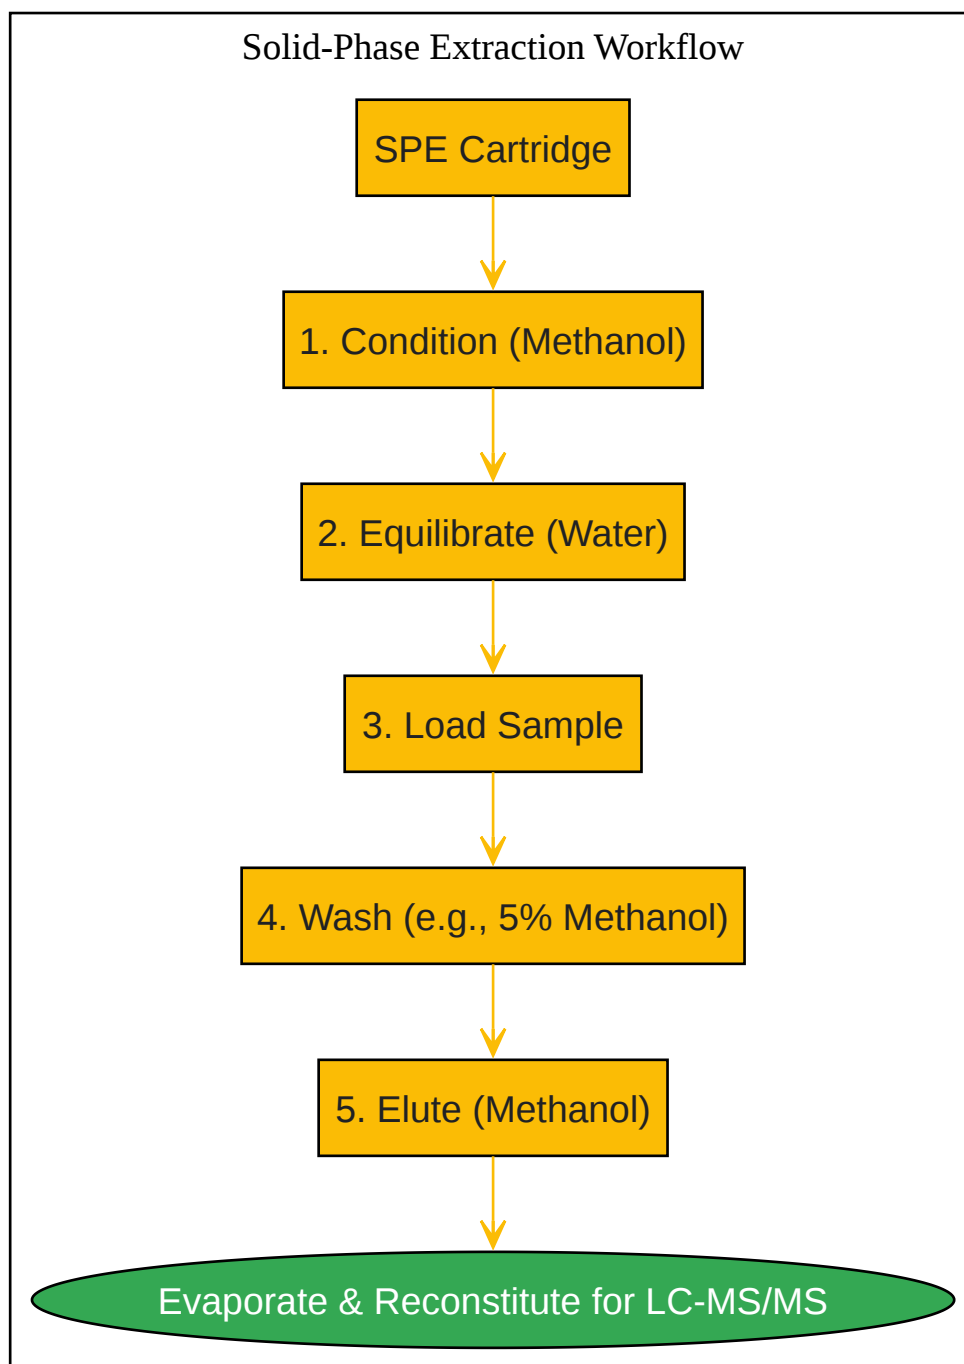 Solid-Phase Extraction Workflow
SPE Cartridge
1. Condition (Methanol)
2. Equilibrate (Water)
3. Load Sample
4. Wash (e.g., 5% Methanol)
5. Elute (Methanol)
Evaporate & Reconstitute for LC-MS/MS